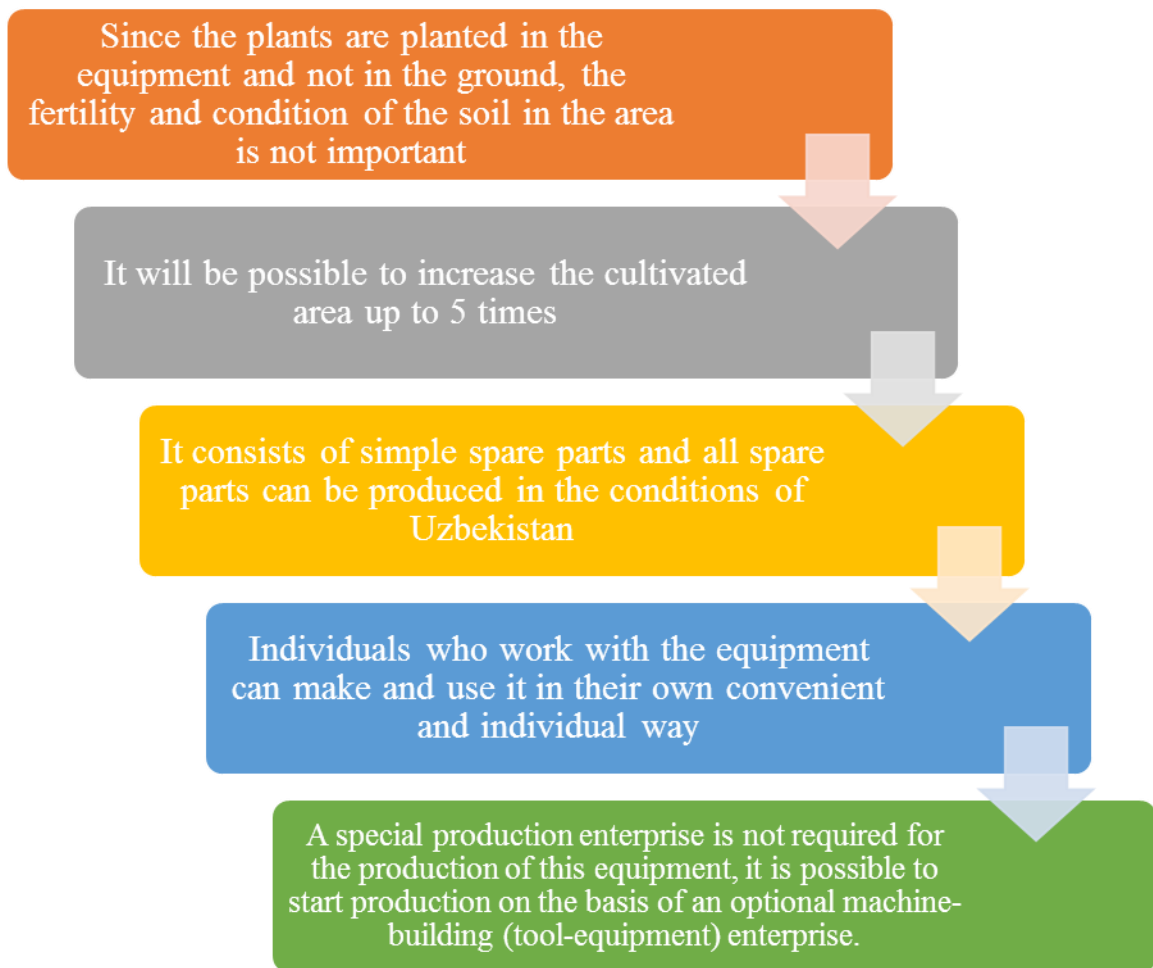 Since the plants are planted in the
equipment and not in the ground, the
fertility and condition of the soil in the area
is not important
It will be possible to increase the cultivated
area up to 5 times
It consists of simple spare parts and all spare
parts can be produced in the conditions of
Uzbekistan
Individuals who work with the equipment
can make and use it in their own convenient
and individual way
A special production enterprise is not required for
the production of this equipment, it is possible to
start production on the basis of an optional machine-
building (tool-equipment) enterprise.